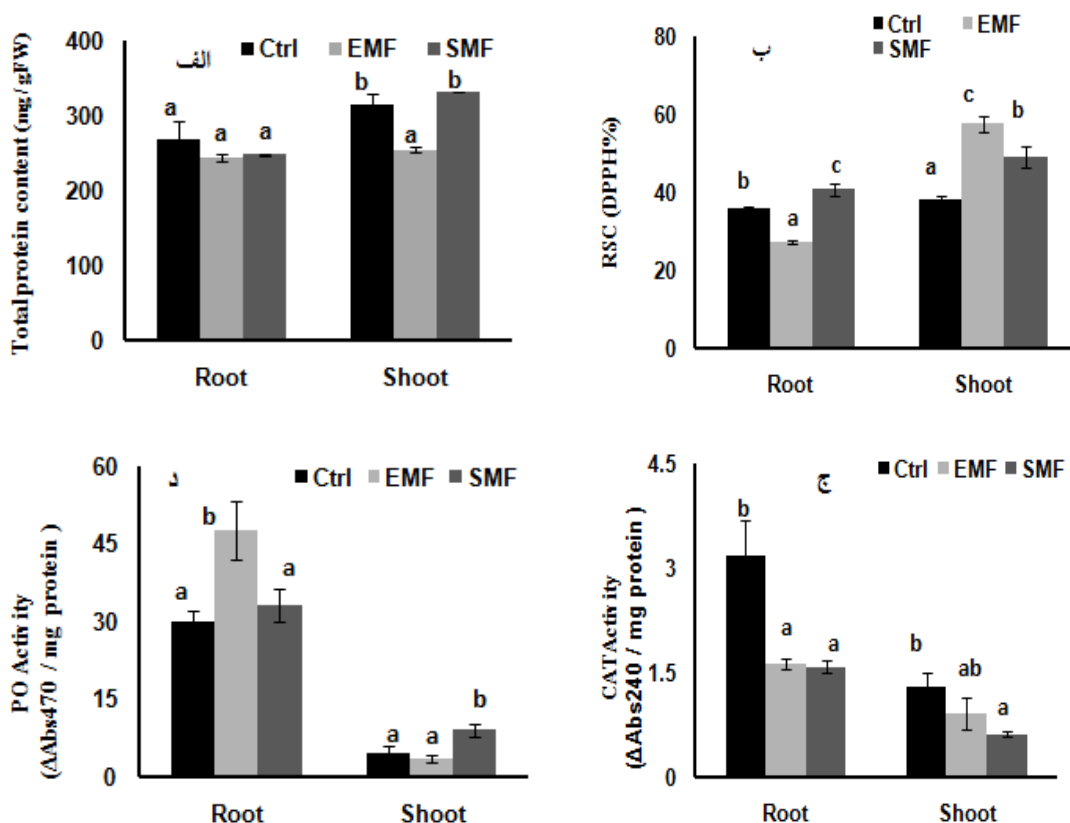 Total protein content (mg/gFW)
400
300
200
100
0
الف
Ctrl EMF SMF
a a a b a b
Root Shoot
RSC (DPPH%)
80
60
40
20
0
ب
Ctrl EMF
SMF
b a c a c b
Root Shoot
PO Activity
(ΔAbs470 / mg protein )
60
45
30
15
0
د
Ctrl EMF SMF
a b a a a b
Root Shoot
CAT Activity
(ΔAbs240 / mg protein )
4.5
3
1.5
0
ج
Ctrl EMF SMF
b a a b ab a
Root Shoot